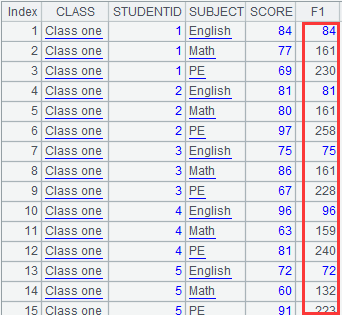 Index CLASS STUDENTID SUBJECT SCORE F1
1 Class one 1 English 84 84
2 Class one 1 Math 77 161
3 Class one 1 PE 69 230
4 Class one 2 English 81 81
5 Class one 2 Math 80 161
6 Class one 2 PE 97 258
7 Class one 3 English 75 75
8 Class one 3 Math 86 161
9 Class one 3 PE 67 228
10 Class one 4 English 96 96
11 Class one 4 Math 63 159
12 Class one 4 PE 81 240
13 Class one 5 English 72 72
14 Class one 5 Math 60 132
15 Class one 5 PE 91 223